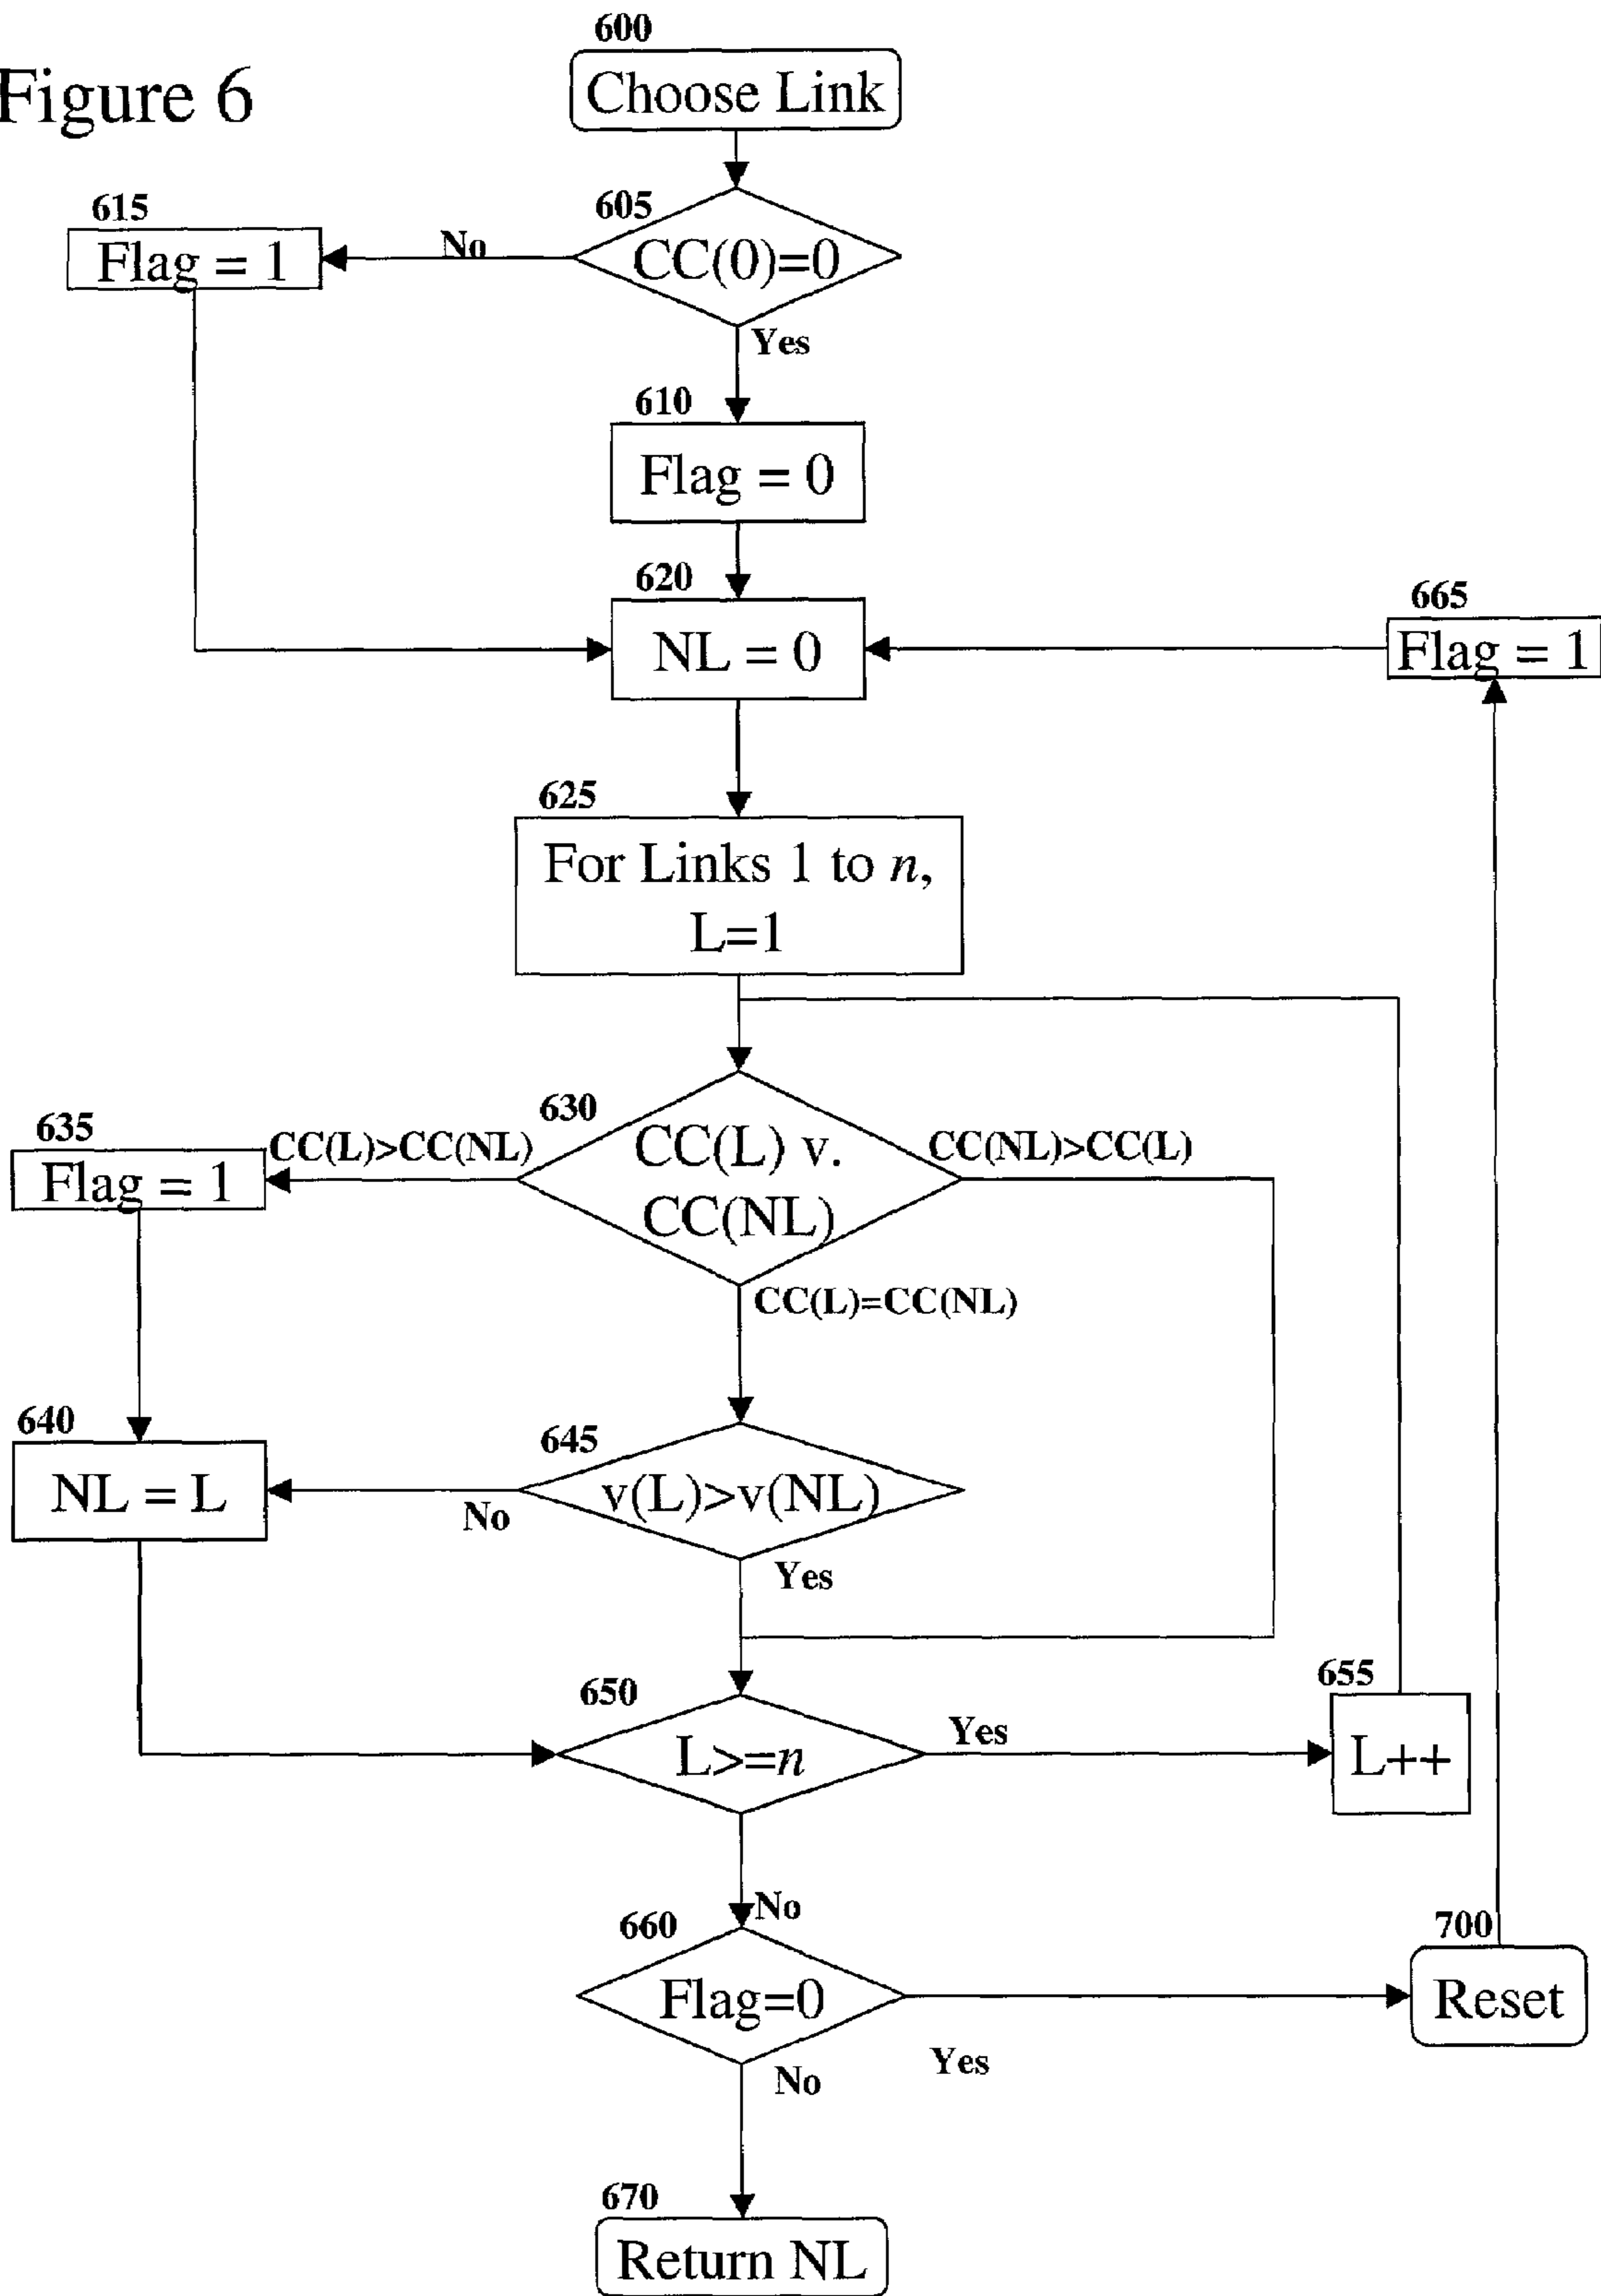 Figure 6
600
Choose Link
605
CC(0)=0
615
Flag = 1
No
Yes
610
Flag = 0
620
NL = 0
665
Flag = 1
625
For Links 1 to n,
L=1
630
CC(L) v.
CC(NL)
635
Flag = 1
CC(L)>CC(NL)
CC(NL)>CC(L)
CC(L)=CC(NL)
640
NL = L
645
v(L)>v(NL)
No
Yes
650
L>=n
Yes
655
L++
No
660
Flag=0
Yes
700
Reset
No
670
Return NL